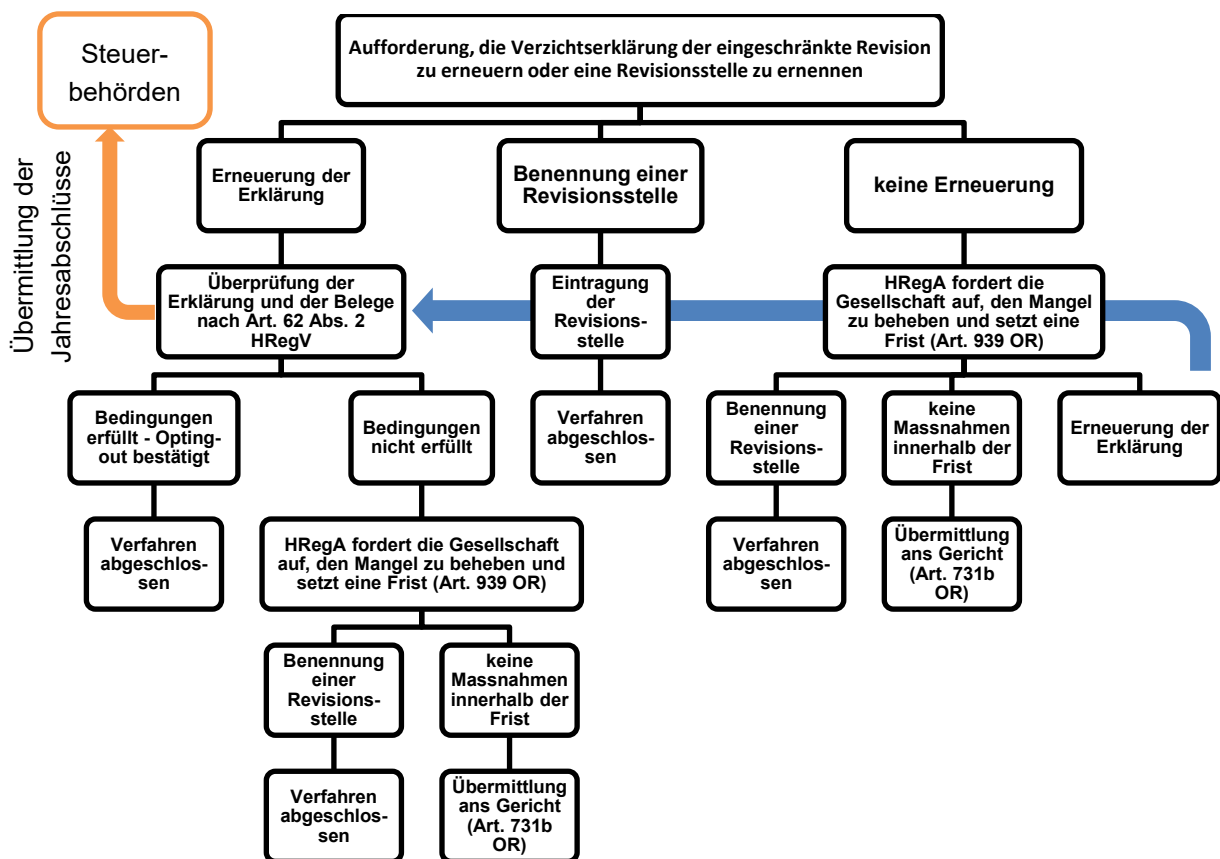 Steuer-
behörden
Übermittlung der
Jahresabschlüsse
Aufforderung, die Verzichtserklärung der eingeschränkte Revision
zu erneuern oder eine Revisionsstelle zu ernennen
Erneuerung der
Erklärung
Benennung einer
Revisionsstelle
keine Erneuerung
Überprüfung der
Erklärung und der Belege
nach Art. 62 Abs. 2
HRegV
Eintragung
der
Revisions-
stelle
HRegA fordert die
Gesellschaft auf, den Mangel
zu beheben und setzt eine
Frist (Art. 939 OR)
Bedingungen
erfüllt - Opting-
out bestätigt
Bedingungen
nicht erfüllt
Verfahren
abgeschlos-
sen
Benennung
einer
Revisions-
stelle
keine
Massnahmen
innerhalb der
Frist
Erneuerung der
Erklärung
Verfahren
abgeschlos-
sen
HRegA fordert die Gesellschaft
auf, den Mangel zu beheben und
setzt eine Frist (Art. 939 OR)
Verfahren
abgeschlos-
sen
Übermittlung
ans Gericht
(Art. 731b
OR)
Benennung
einer
Revisions-
stelle
keine
Massnahmen
innerhalb der
Frist
Verfahren
abgeschlos-
sen
Übermittlung
ans Gericht
(Art. 731b
OR)